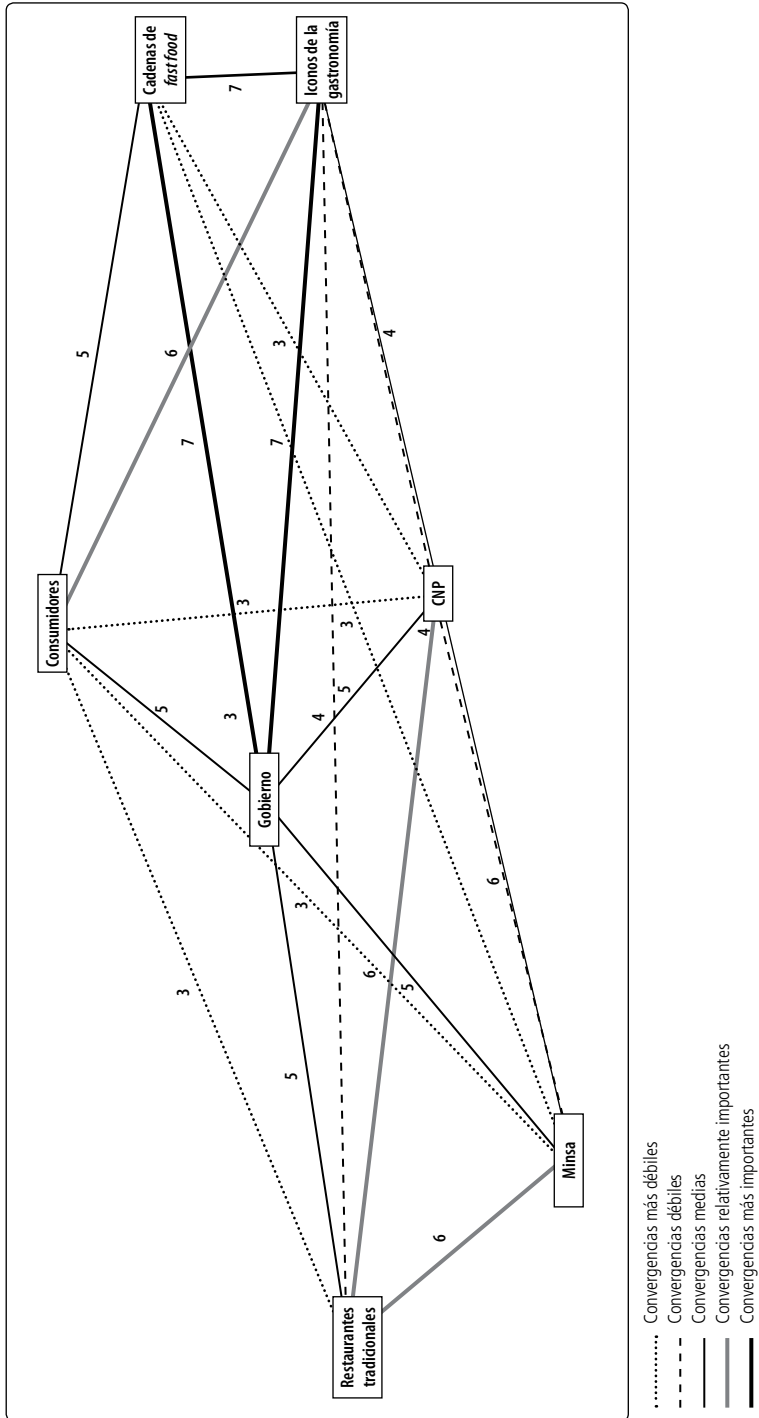 Consumidores
5
Cadenas de
fast food
5
6
3
7
3
7
3
Gobierno
7
3
5
3
Iconos de la
gastronomía
4
5
3
Restaurantes
tradicionales
6
4
5
4
CNP
6
6
Minsa
Convergencias más débiles
Convergencias débiles
Convergencias medias
Convergencias relativamente importantes
Convergencias más importantes